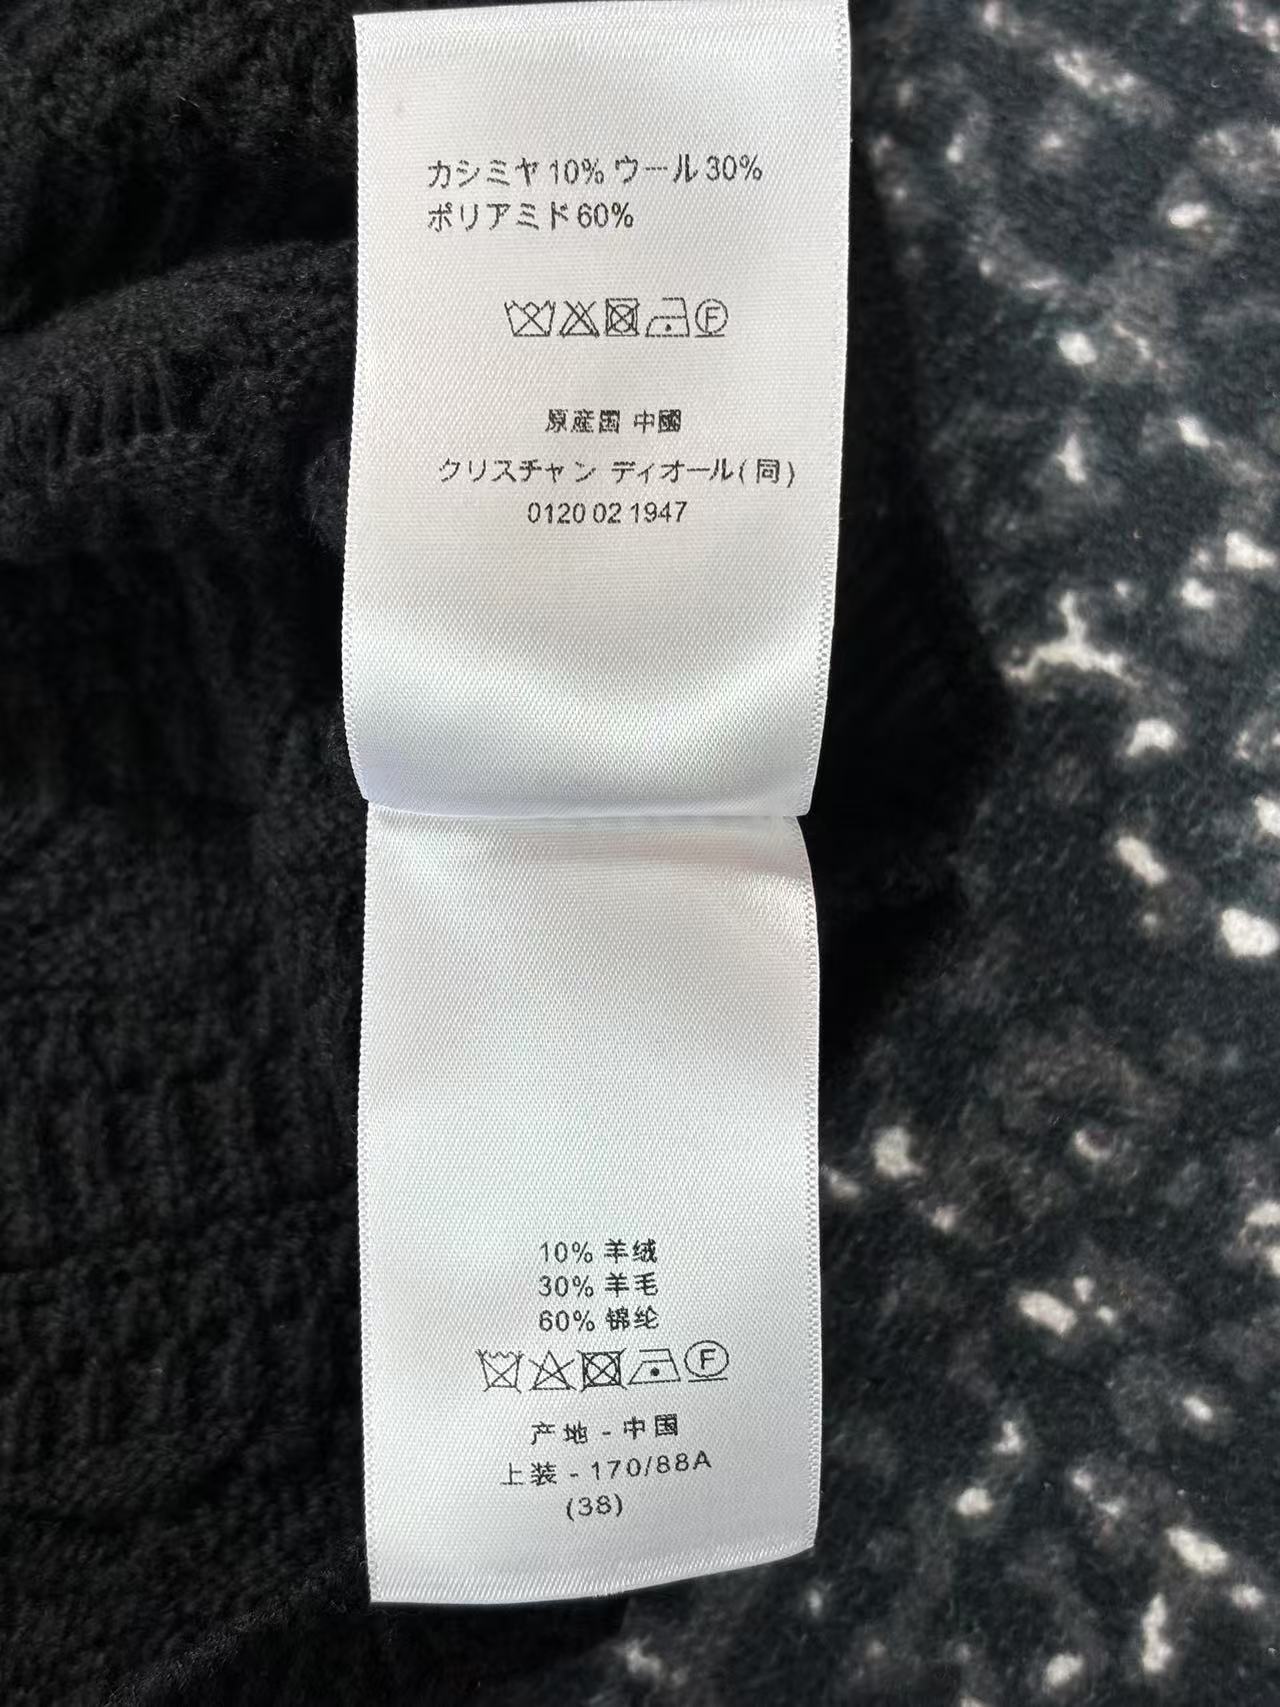 カシミヤ 10% ウール 30%
ポリアミド 60%
F
原産国 中國
クリスチャン ディオール(同)
0120 02 1947
10% 羊绒
30% 羊毛
60% 锦纶
F
产地 - 中国
上装 - 170/88A
(38)